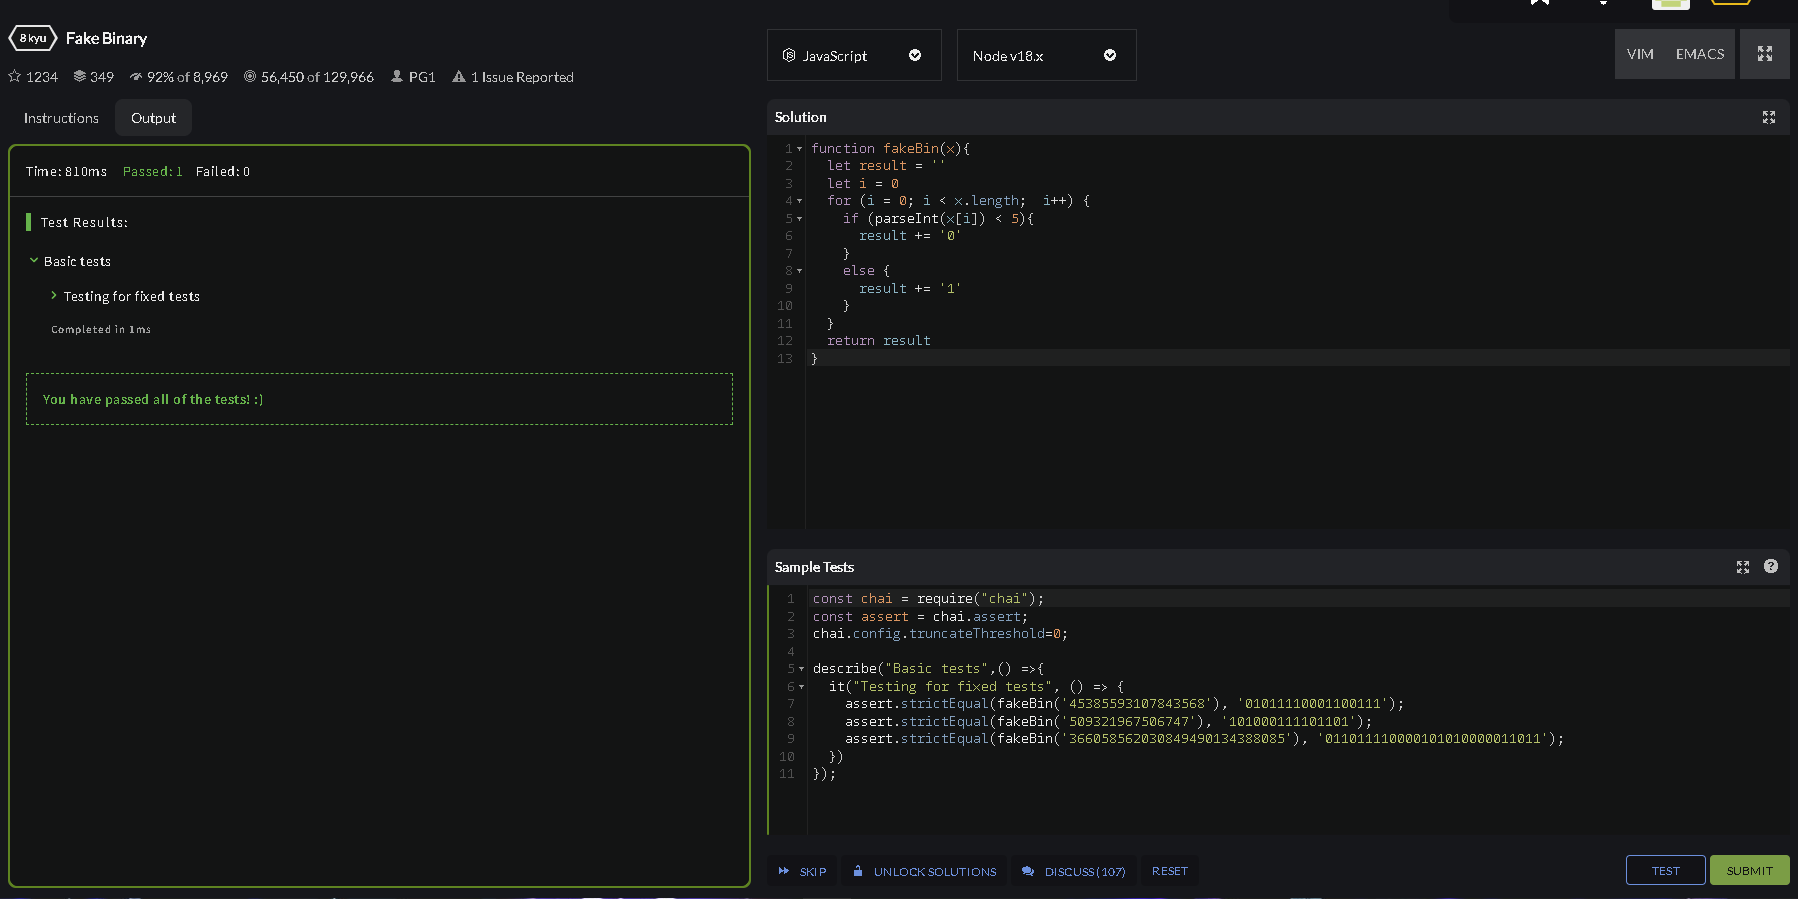 8 kyu Fake Binary
1234 349 92% of 8,969 56,450 of 129,966 PG1 1 Issue Reported
Instructions Output
Time: 810ms Passed: 1 Failed: 0
Test Results:
Basic tests
Testing for fixed tests
Completed in 1ms
You have passed all of the tests! :)
JavaScript Node v18.x VIM EMACS
Solution
1 function fakeBin(x){
2 let result = ''
3 let i = 0
4 for (i = 0; i < x.length;  i++) {
5 if (parseInt(x[i]) < 5){
6 result += '0'
7 }
8 else {
9 result += '1'
10 }
11 }
12 return result
13 }
Sample Tests
1 const chai = require("chai");
2 const assert = chai.assert;
3 chai.config.truncateThreshold=0;
4
5 describe("Basic tests",() =>{
6 it("Testing for fixed tests", () => {
7 assert.strictEqual(fakeBin('45385593107843568'), '01011110001100111');
8 assert.strictEqual(fakeBin('509321967506747'), '101000111101101');
9 assert.strictEqual(fakeBin('366058562030849490134388085'), '011011110000101010000011011');
10 })
11 });
SKIP UNLOCK SOLUTIONS DISCUSS (107) RESET TEST SUBMIT